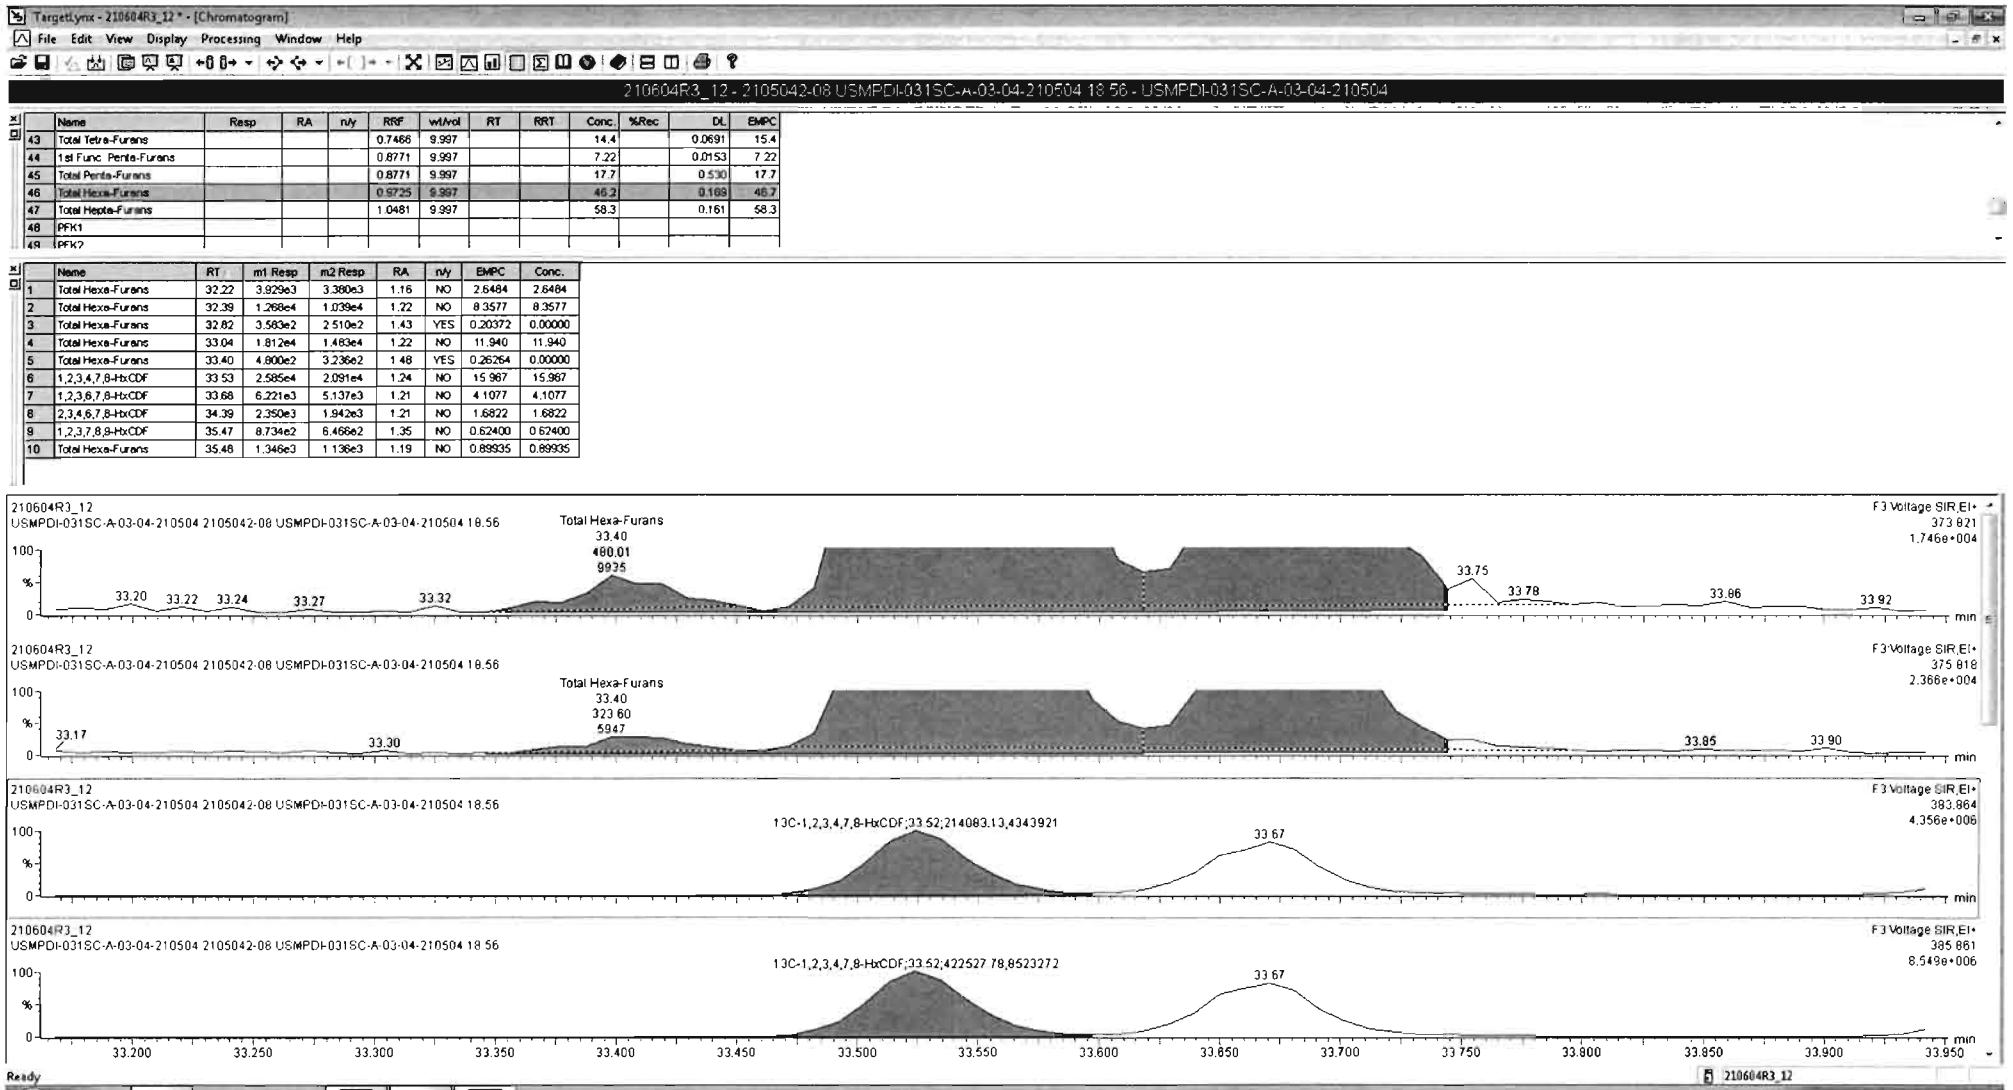 TargetLynx - 210604R3_12 * - [Chromatogram]
File Edit View Display Processing Window Help
210604R3_12 - 2105042-08 USMPDI-031SC-A-03-04-210504 18.56 - USMPDI-031SC-A-03-04-210504
Name Resp RA n/y RRF wt/vol RT RRT Conc. %Rec DL EMPC
43 Total Tetra-Furans 0.7466 9.997 14.4 0.0691 15.4
44 1st Func. Penta-Furans 0.8771 9.997 7.22 0.0153 7.22
45 Total Penta-Furans 0.8771 9.997 17.7 0.530 17.7
46 Total Hexa-Furans 0.9725 9.997 46.2 0.169 46.7
47 Total Hepta-Furans 1.0481 9.997 58.3 0.161 58.3
48 PFK1
49 PFK2
Name RT m1 Resp m2 Resp RA n/y EMPC Conc.
1 Total Hexa-Furans 32.22 3.929e3 3.380e3 1.16 NO 2.6484 2.6484
2 Total Hexa-Furans 32.39 1.268e4 1.039e4 1.22 NO 8.3577 8.3577
3 Total Hexa-Furans 32.82 3.583e2 2.510e2 1.43 YES 0.20372 0.00000
4 Total Hexa-Furans 33.04 1.812e4 1.483e4 1.22 NO 11.940 11.940
5 Total Hexa-Furans 33.40 4.800e2 3.236e2 1.48 YES 0.26264 0.00000
6 1,2,3,4,7,8-HxCDF 33.53 2.585e4 2.091e4 1.24 NO 15.967 15.967
7 1,2,3,6,7,8-HxCDF 33.68 6.221e3 5.137e3 1.21 NO 4.1077 4.1077
8 2,3,4,6,7,8-HxCDF 34.39 2.350e3 1.942e3 1.21 NO 1.6822 1.6822
9 1,2,3,7,8,9-HxCDF 35.47 8.734e2 6.466e2 1.35 NO 0.62400 0.62400
10 Total Hexa-Furans 35.48 1.346e3 1.136e3 1.19 NO 0.89935 0.89935
210604R3_12
USMPDI-031SC-A-03-04-210504 2105042-08 USMPDI-031SC-A-03-04-210504 18.56
F3:Voltage SIR,EI+
373.821
1.746e+004
Total Hexa-Furans
33.40
480.01
9935
100
%
0
33.20 33.22 33.24 33.27 33.32 33.75 33.78 33.86 33.92
min
210604R3_12
USMPDI-031SC-A-03-04-210504 2105042-08 USMPDI-031SC-A-03-04-210504 18.56
F3:Voltage SIR,EI+
375.818
2.366e+004
Total Hexa-Furans
33.40
323.60
5947
100
%
0
33.17 33.30 33.85 33.90
min
210604R3_12
USMPDI-031SC-A-03-04-210504 2105042-08 USMPDI-031SC-A-03-04-210504 18.56
F3:Voltage SIR,EI+
383.864
4.356e+006
13C-1,2,3,4,7,8-HxCDF;33.52;214083.13,4343921
33.67
100
%
0
min
210604R3_12
USMPDI-031SC-A-03-04-210504 2105042-08 USMPDI-031SC-A-03-04-210504 18.56
F3:Voltage SIR,EI+
385.861
8.549e+006
13C-1,2,3,4,7,8-HxCDF;33.52;422527.78,8523272
33.67
100
%
0
min
33.200 33.250 33.300 33.350 33.400 33.450 33.500 33.550 33.600 33.650 33.700 33.750 33.800 33.850 33.900 33.950
Ready
210604R3_12